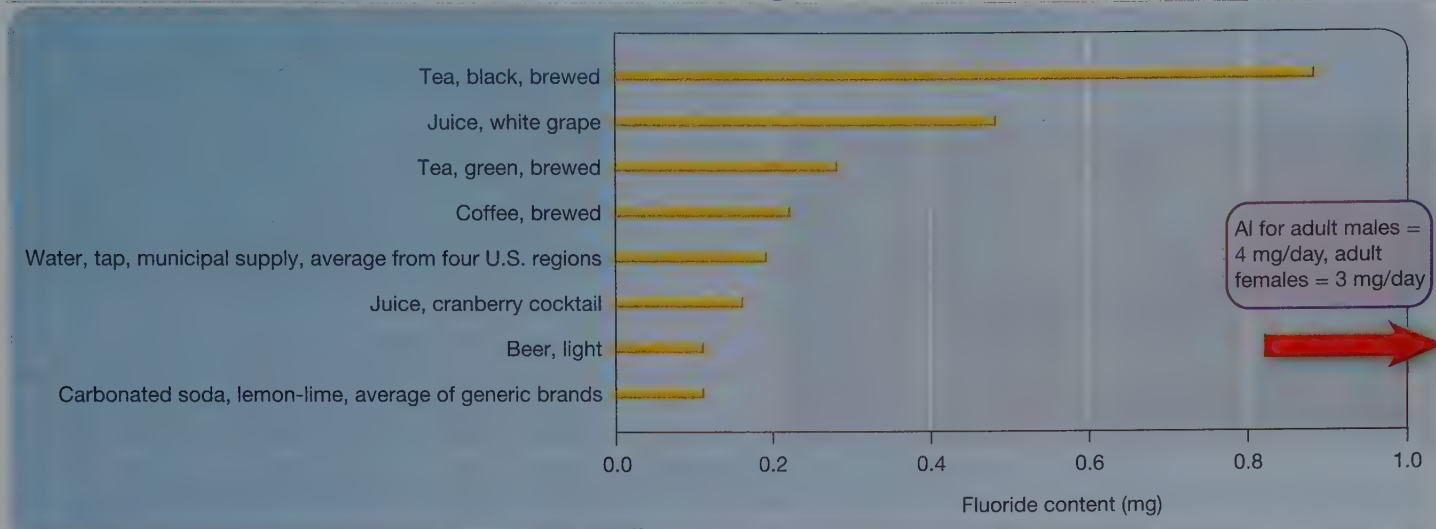 Tea, black, brewed
Juice, white grape
Tea, green, brewed
Coffee, brewed
Water, tap, municipal supply, average from four U.S. regions
Juice, cranberry cocktail
Beer, light
Carbonated soda, lemon-lime, average of generic brands
AI for adult males =
4 mg/day, adult
females = 3 mg/day
0.0 0.2 0.4 0.6 0.8 1.0
Fluoride content (mg)